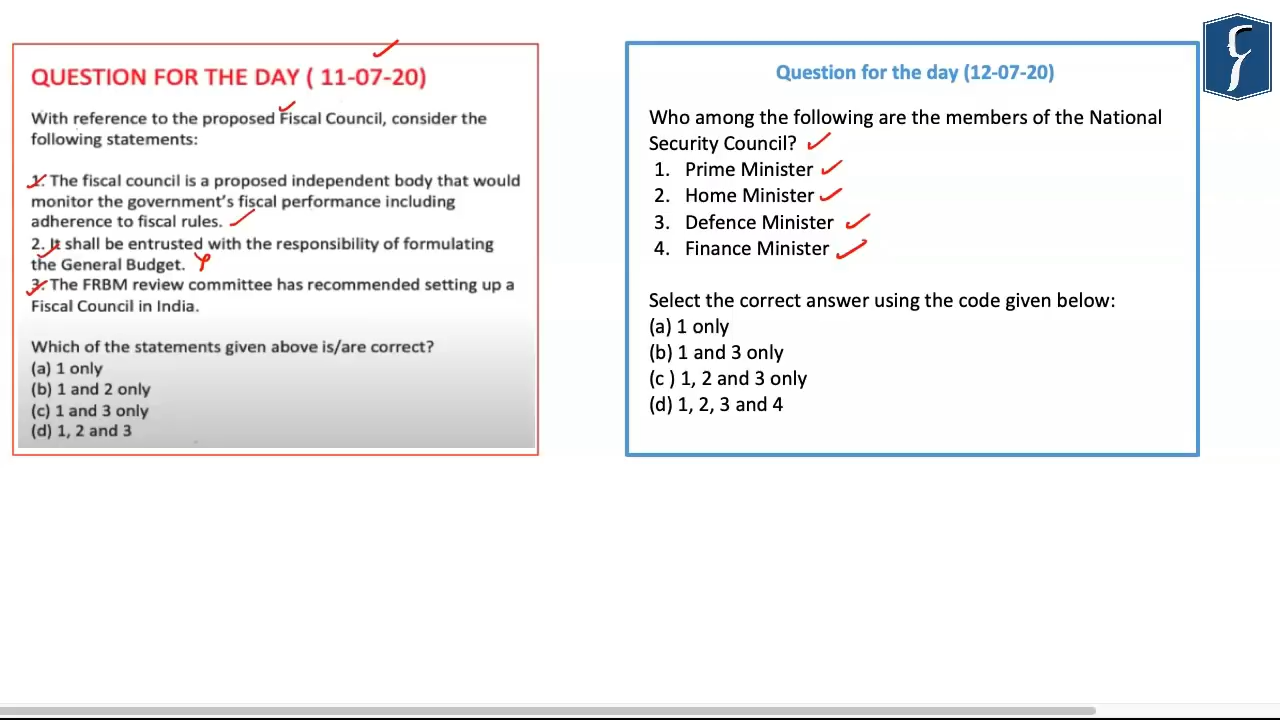 QUESTION FOR THE DAY ( 11-07-20)
With reference to the proposed Fiscal Council, consider the
following statements:
1. The fiscal council is a proposed independent body that would
monitor the government's fiscal performance including
adherence to fiscal rules.
2. It shall be entrusted with the responsibility of formulating
the General Budget.
3. The FRBM review committee has recommended setting up a
Fiscal Council in India.
Which of the statements given above is/are correct?
(a) 1 only
(b) 1 and 2 only
(c) 1 and 3 only
(d) 1, 2 and 3
Question for the day (12-07-20)
Who among the following are the members of the National
Security Council?
1. Prime Minister
2. Home Minister
3. Defence Minister
4. Finance Minister
Select the correct answer using the code given below:
(a) 1 only
(b) 1 and 3 only
(c ) 1, 2 and 3 only
(d) 1, 2, 3 and 4